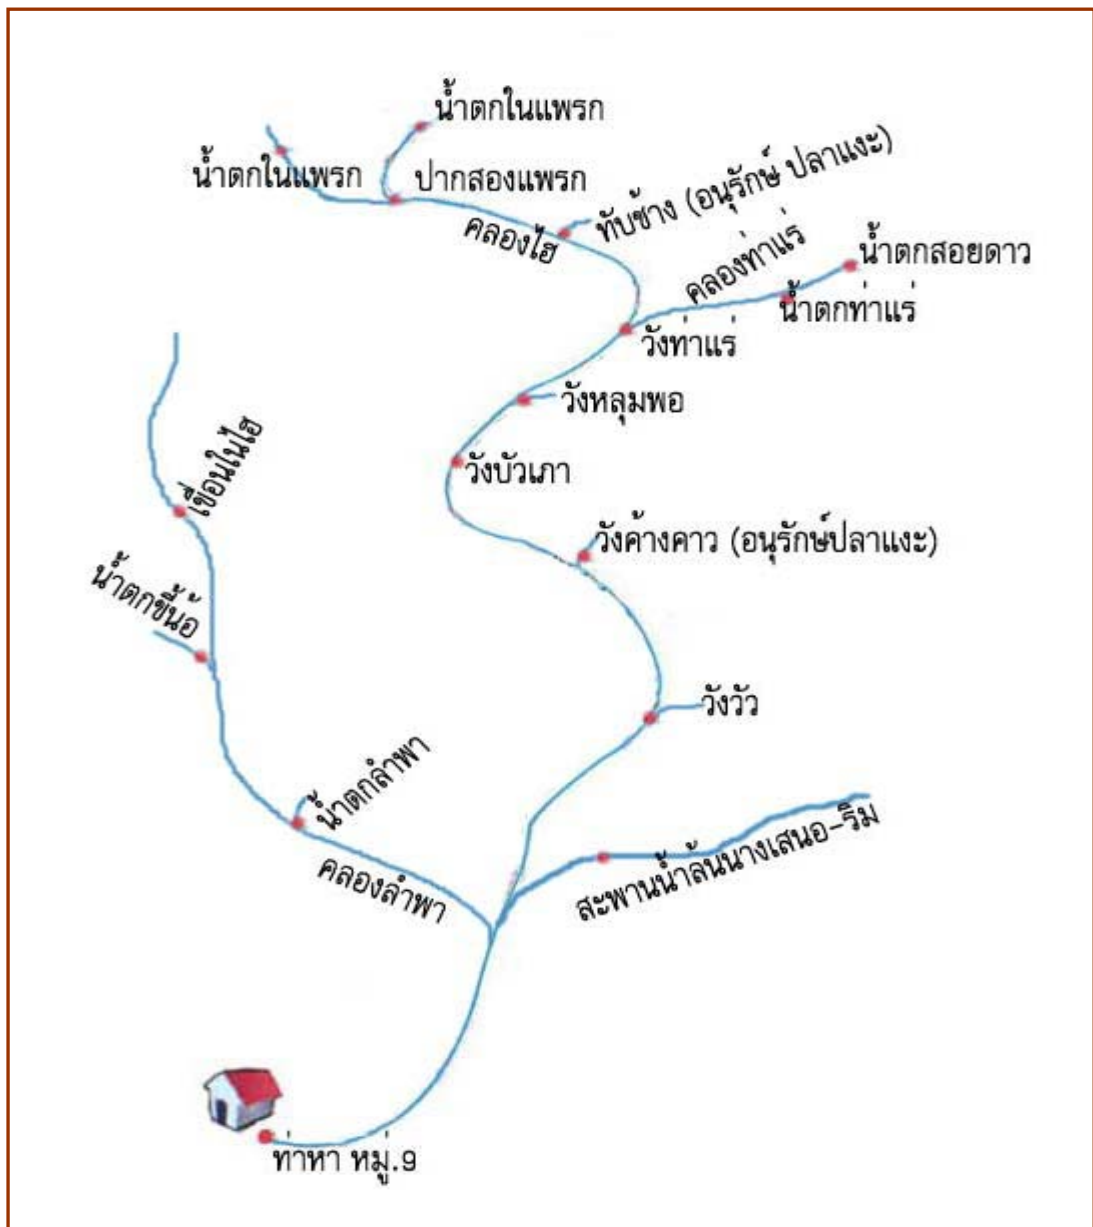 น้ำตกในแพรก
น้ำตกในแพรก
ปากสองแพรก
ทับช้าง (อนุรักษ์ ปลาแงะ)
คลองไฮ
คลองท่าแร่
น้ำตกสอยดาว
น้ำตกท่าแร่
วังท่าแร่
วังหลุมพอ
วังบัวเภา
เขื่อนในไฮ
วังค้างคาว (อนุรักษ์ปลาแงะ)
น้ำตกขี้น้อ
วังวัว
น้ำตกลำพา
สะพานน้ำล้นนางเสนอ-ริม
คลองลำพา
ท่าหา หมู่.9